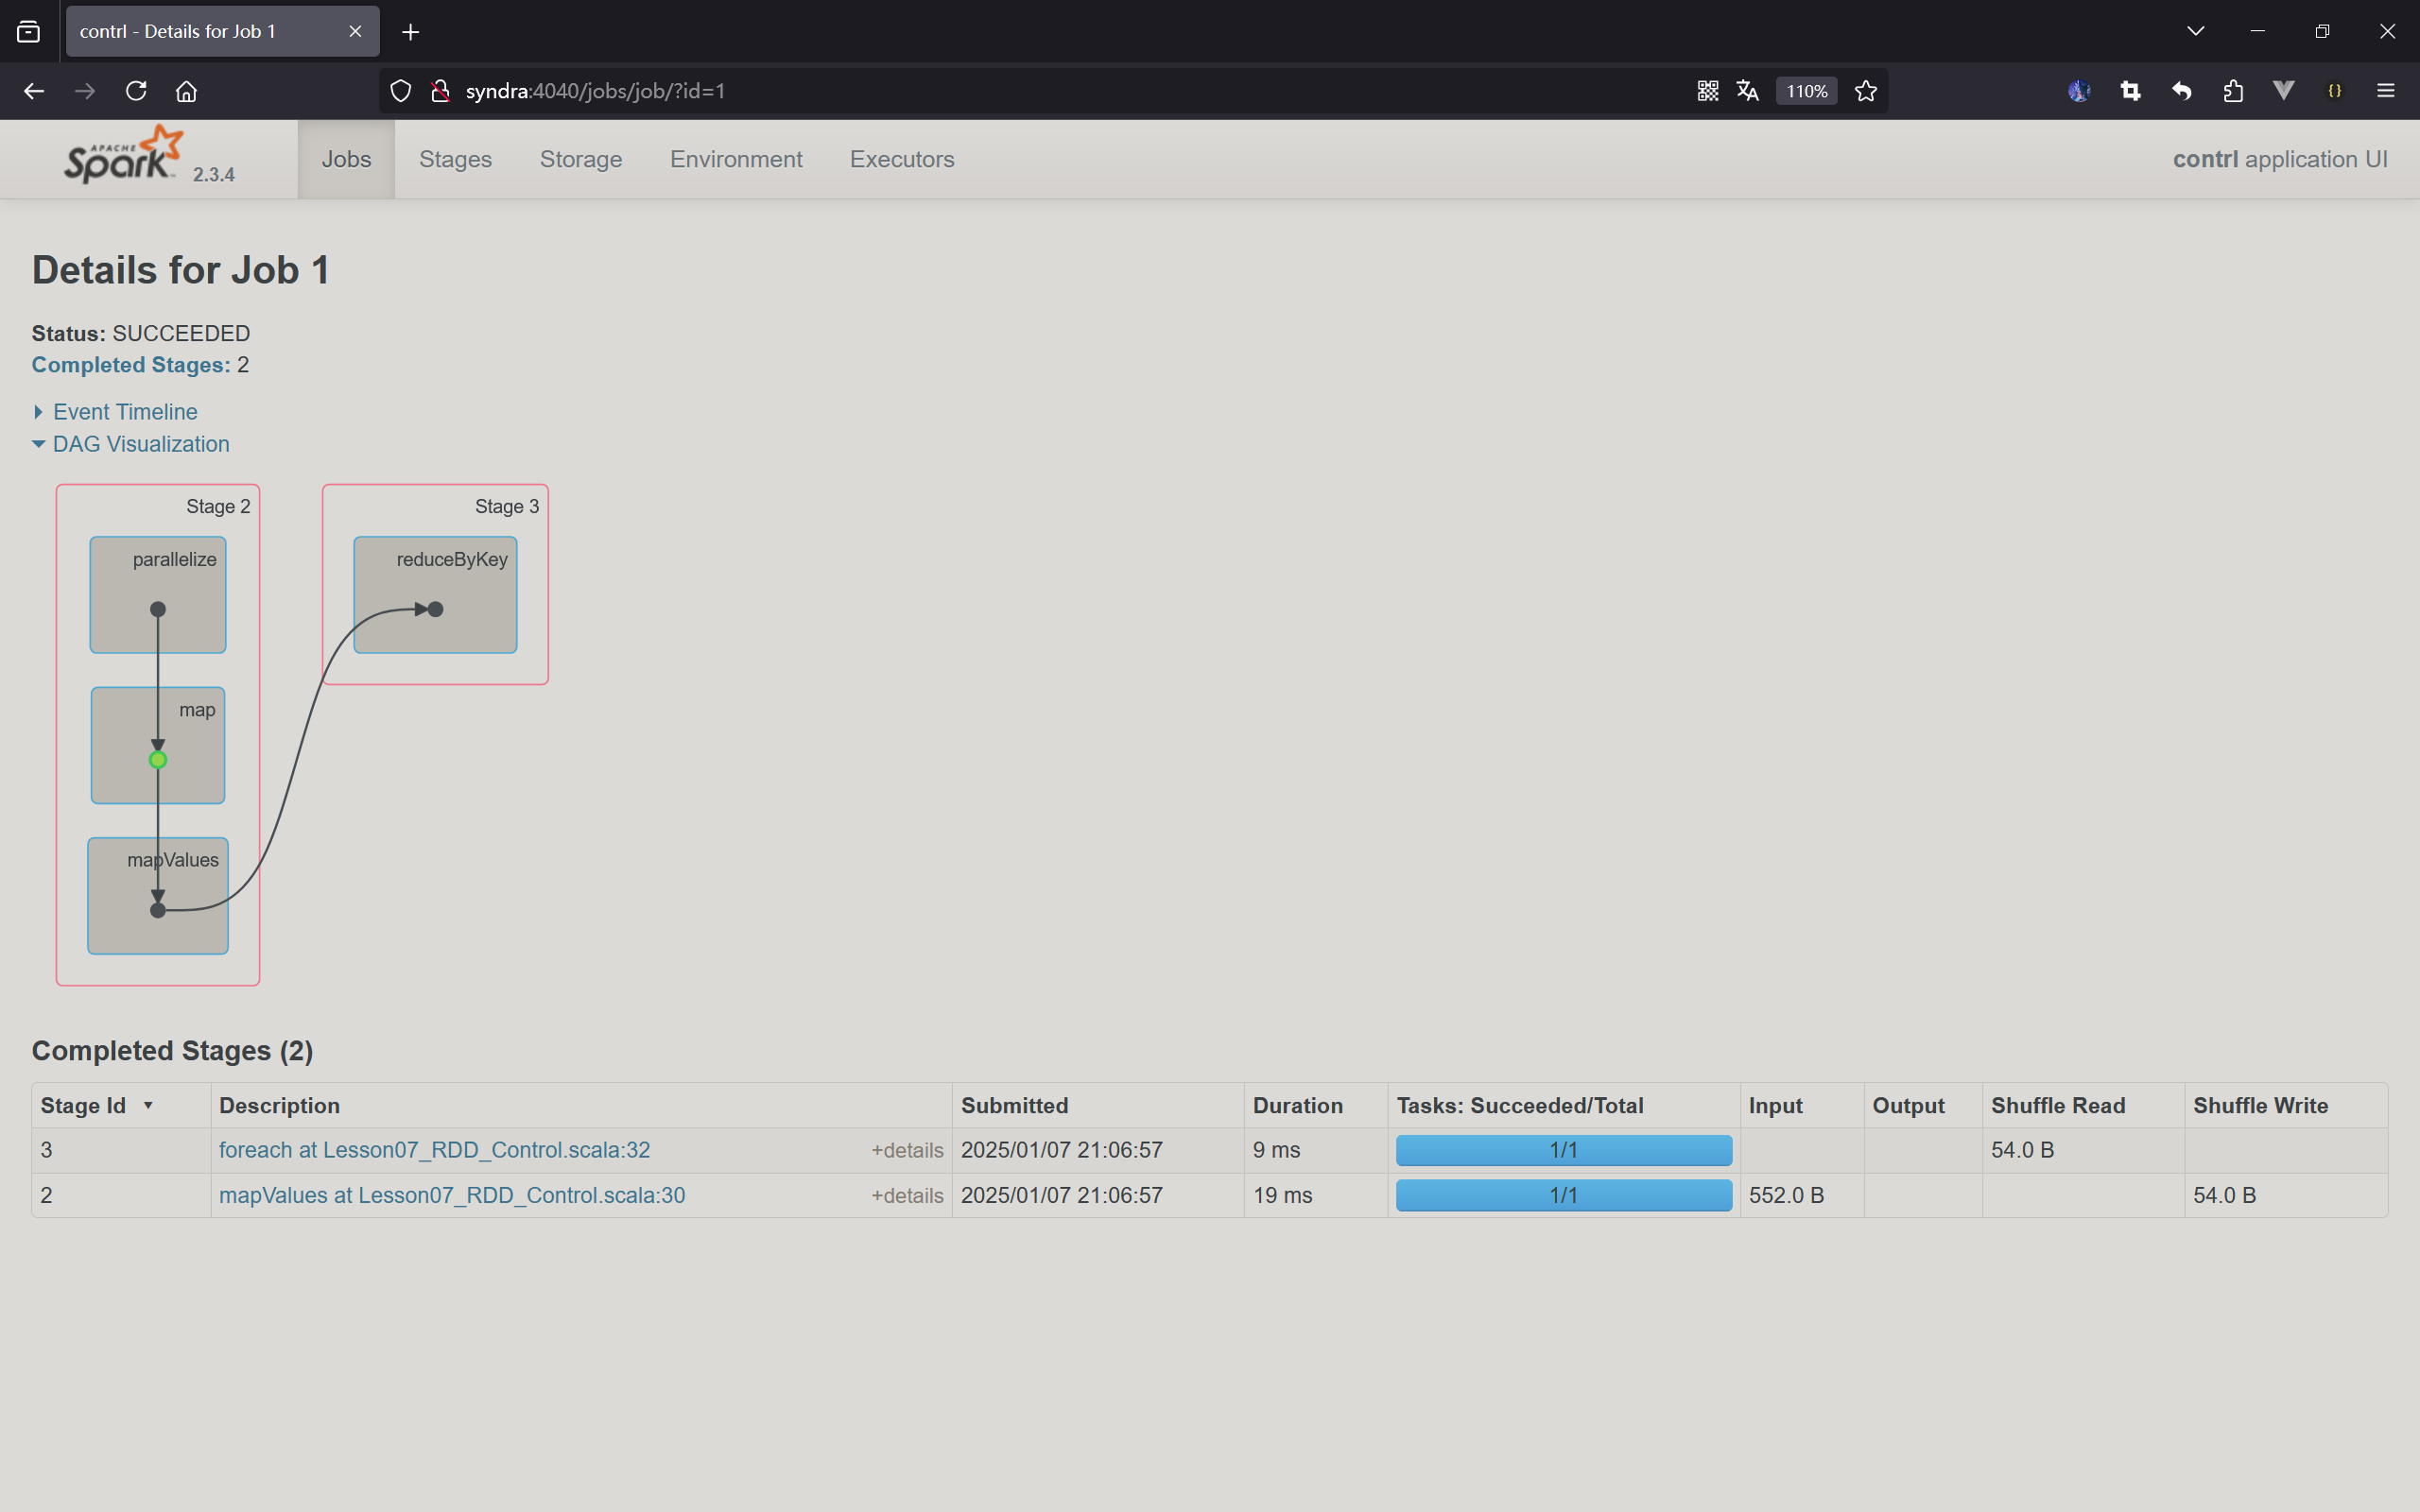 contrl - Details for Job 1
syndra:4040/jobs/job/?id=1
110%
APACHE
Spark
2.3.4
Jobs
Stages
Storage
Environment
Executors
contrl application UI
Details for Job 1
Status: SUCCEEDED
Completed Stages: 2
Event Timeline
DAG Visualization
Stage 2
parallelize
map
mapValues
Stage 3
reduceByKey
Completed Stages (2)
Stage Id ▾ Description Submitted Duration Tasks: Succeeded/Total Input Output Shuffle Read Shuffle Write
3 foreach at Lesson07_RDD_Control.scala:32 +details 2025/01/07 21:06:57 9 ms 1/1 54.0 B
2 mapValues at Lesson07_RDD_Control.scala:30 +details 2025/01/07 21:06:57 19 ms 1/1 552.0 B 54.0 B